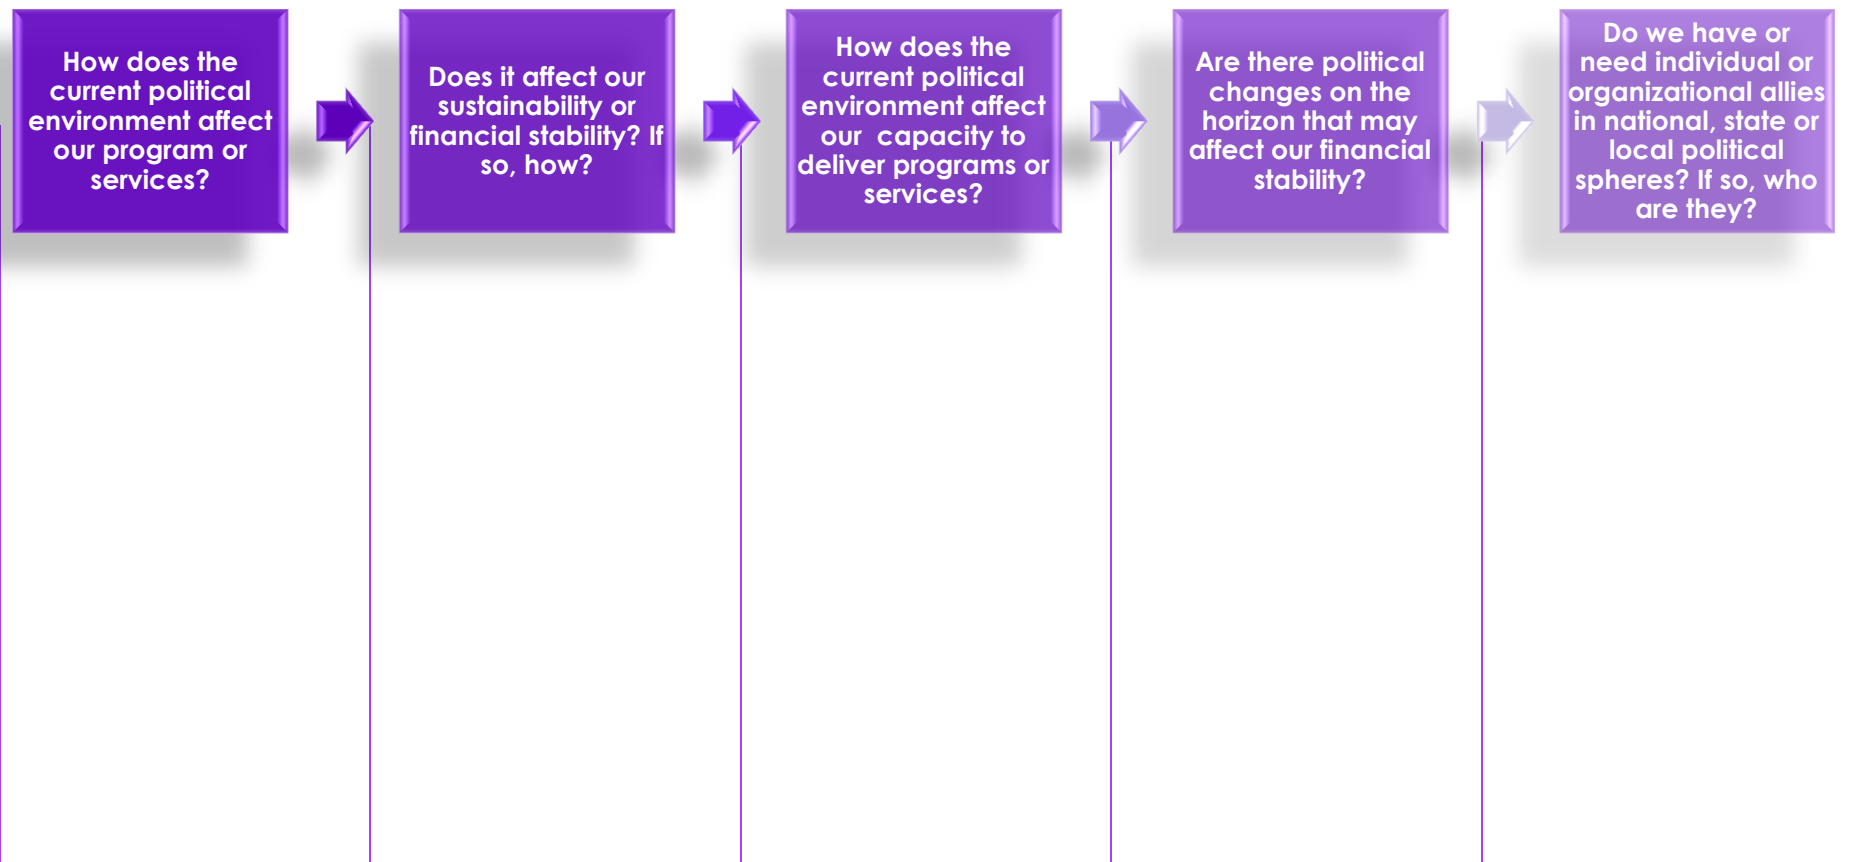 How does the
current political
environment affect
our program or
services?
Does it affect our
sustainability or
financial stability? If
so, how?
How does the
current political
environment affect
our  capacity to
deliver programs or
services?
Are there political
changes on the
horizon that may
affect our financial
stability?
Do we have or
need individual or
organizational allies
in national, state or
local political
spheres? If so, who
are they?